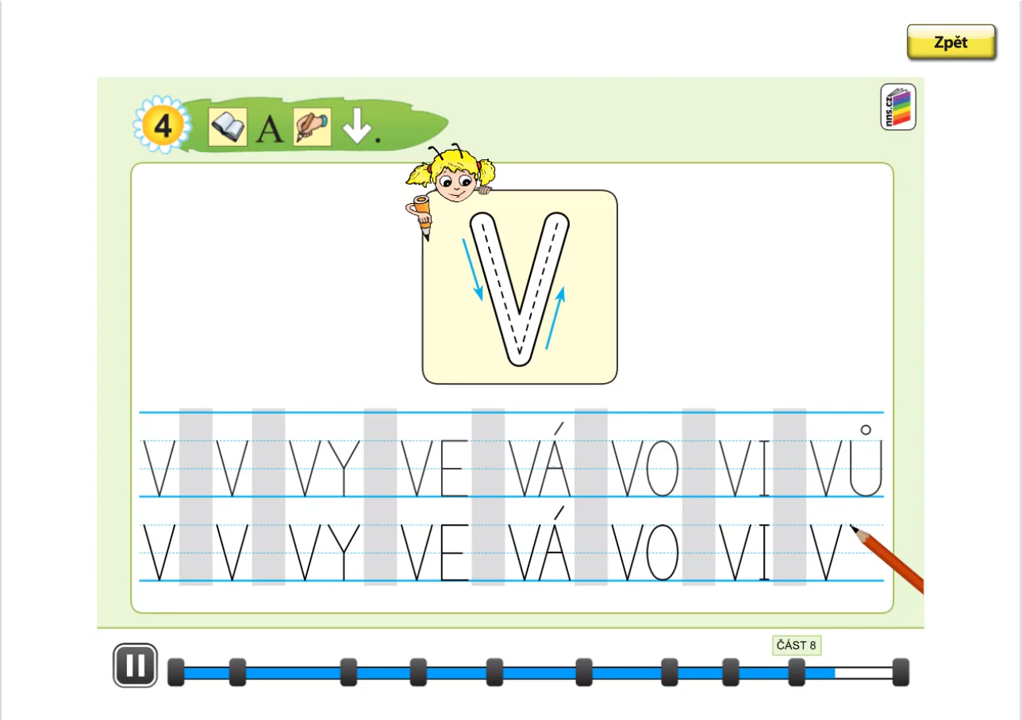 Zpět
4 A .
nns.cz
V
V V VY VE VÁ VO VI VŮ
V V VY VE VÁ VO VI V
ČÁST 8